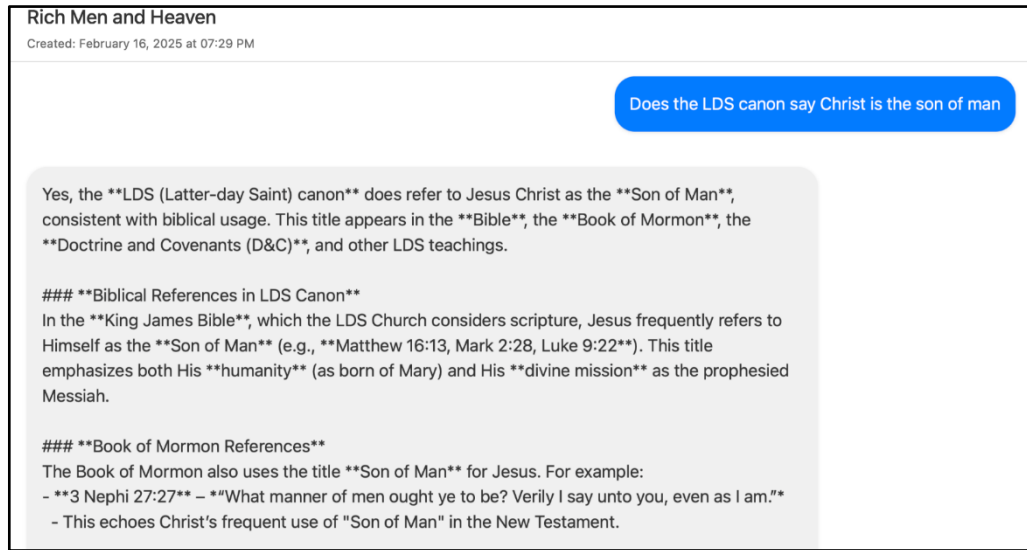 Rich Men and Heaven
Created: February 16, 2025 at 07:29 PM
Does the LDS canon say Christ is the son of man
Yes, the **LDS (Latter-day Saint) canon** does refer to Jesus Christ as the **Son of Man**,
consistent with biblical usage. This title appears in the **Bible**, the **Book of Mormon**, the
**Doctrine and Covenants (D&C)**, and other LDS teachings.
### **Biblical References in LDS Canon**
In the **King James Bible**, which the LDS Church considers scripture, Jesus frequently refers to
Himself as the **Son of Man** (e.g., **Matthew 16:13, Mark 2:28, Luke 9:22**). This title
emphasizes both His **humanity** (as born of Mary) and His **divine mission** as the prophesied
Messiah.
### **Book of Mormon References**
The Book of Mormon also uses the title **Son of Man** for Jesus. For example:
- **3 Nephi 27:27** – *“What manner of men ought ye to be? Verily I say unto you, even as I am.”*
- This echoes Christ’s frequent use of "Son of Man" in the New Testament.